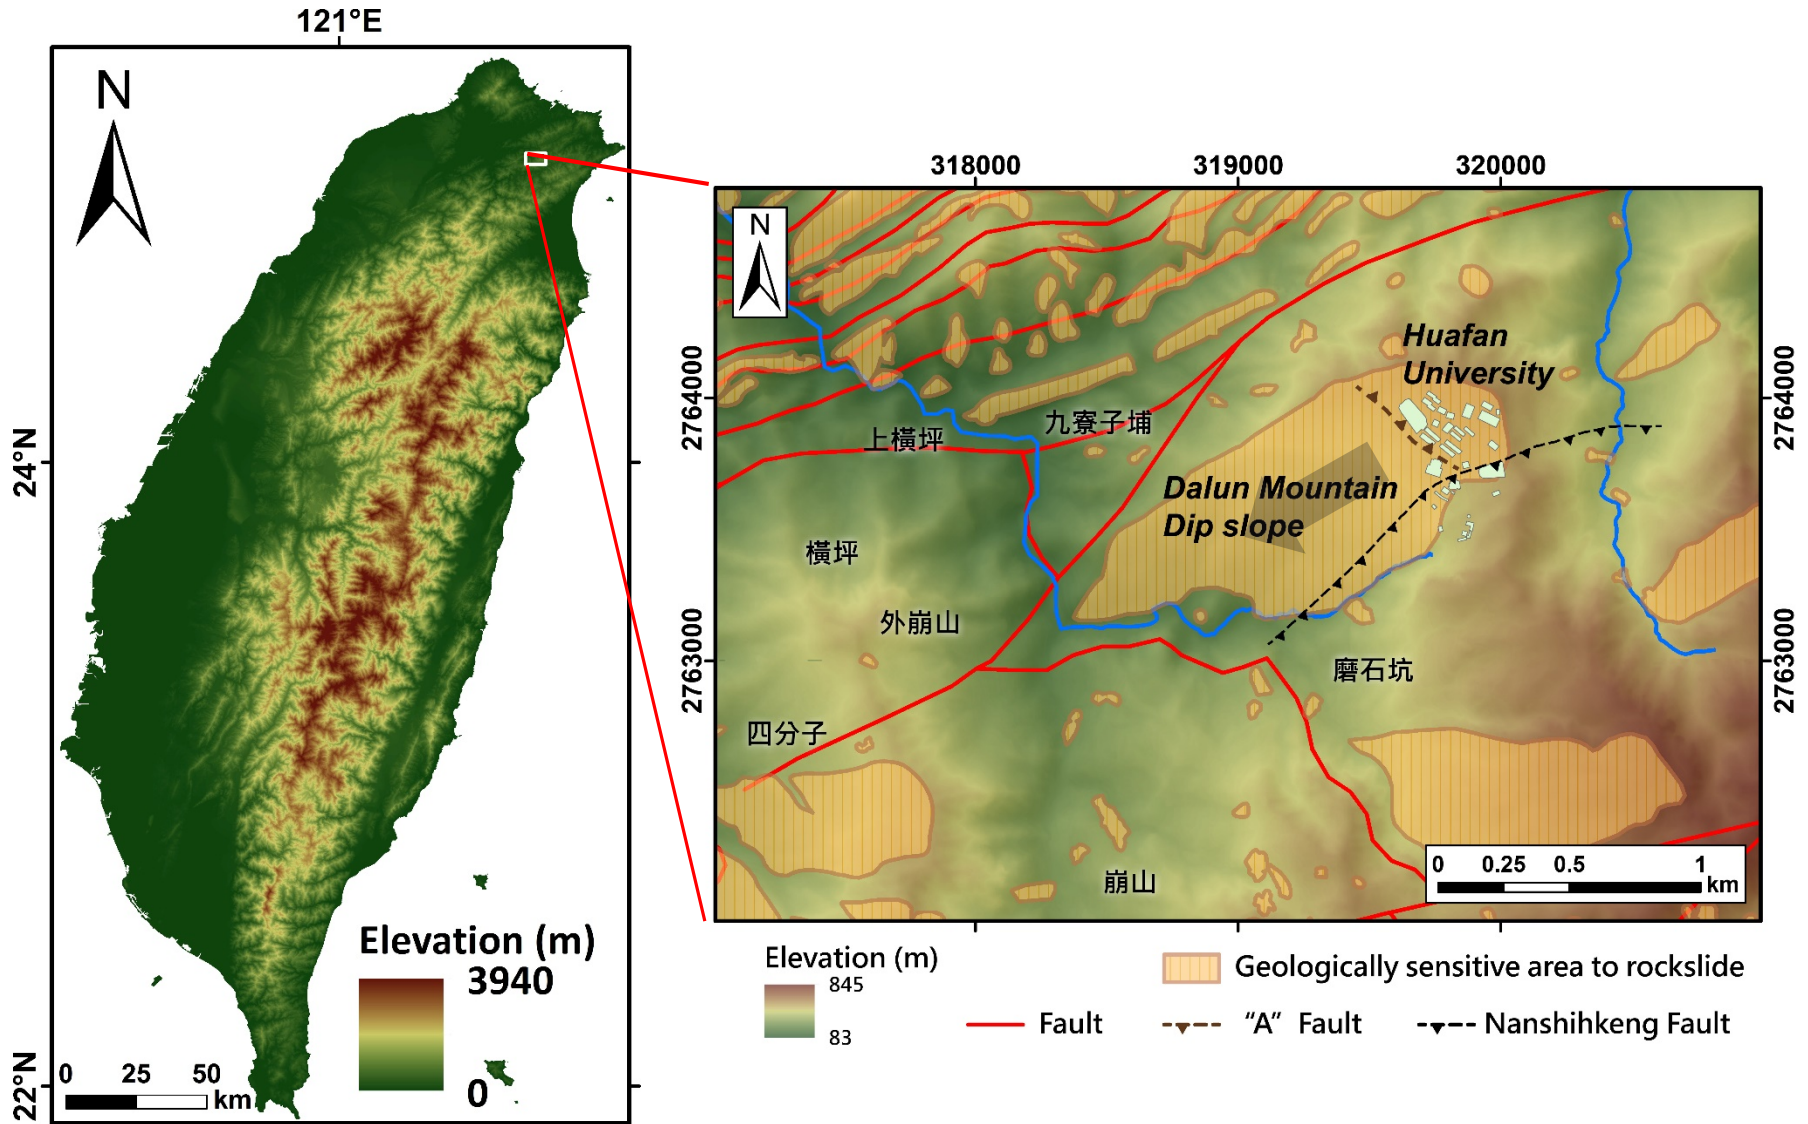 121°E
N
24°N
22°N
Elevation (m)
3940
0
0 25 50
km
318000 319000 320000
N
2764000
2763000
2764000
2763000
Huafan
University
九寮子埔
上橫坪
Dalun Mountain
Dip slope
橫坪
外崩山
磨石坑
四分子
崩山
0 0.25 0.5 1
km
Elevation (m)
845
83
Geologically sensitive area to rockslide
Fault
“A” Fault
Nanshihkeng Fault